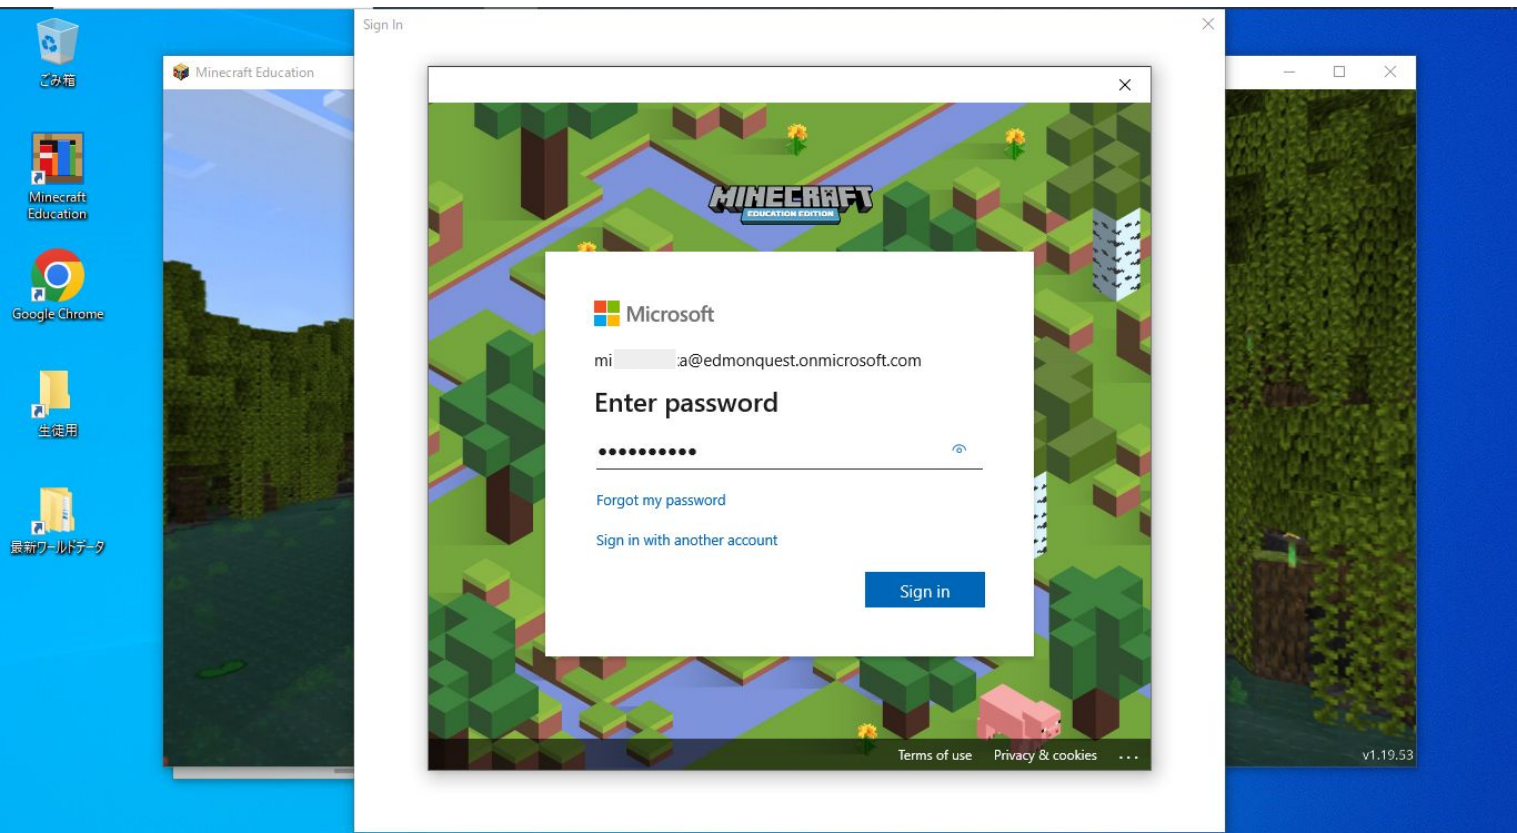 Sign In
ごみ箱
Minecraft Education
MINECRAFT
EDUCATION EDITION
Minecraft
Education
Microsoft
mi
a@edmonquest.onmicrosoft.com
Google Chrome
Enter password
生徒用
Forgot my password
Sign in with another account
最新ワールドデータ
Sign in
Terms of use
Privacy & cookies
...
v1.19.53